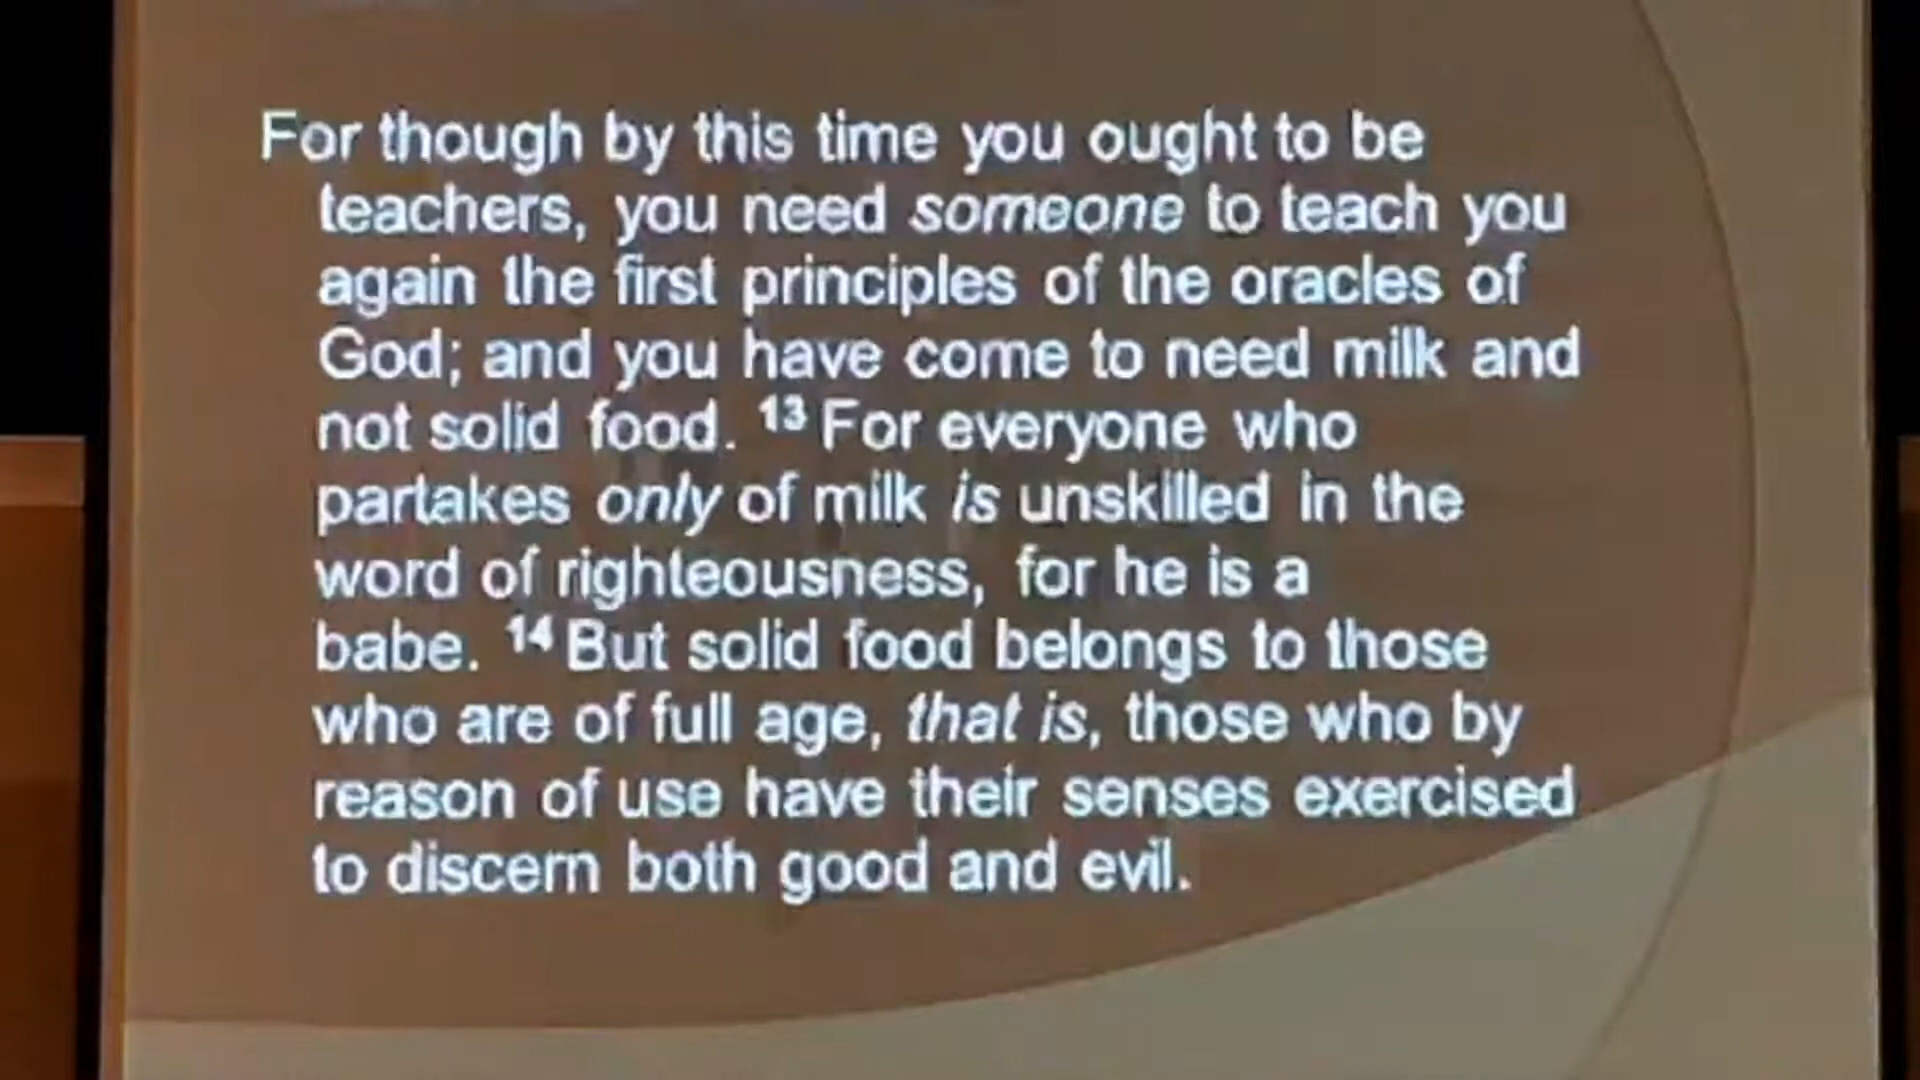 For though by this time you ought to be
teachers, you need someone to teach you
again the first principles of the oracles of
God; and you have come to need milk and
not solid food. 13 For everyone who
partakes only of milk is unskilled in the
word of righteousness, for he is a
babe. 14 But solid food belongs to those
who are of full age, that is, those who by
reason of use have their senses exercised
to discern both good and evil.